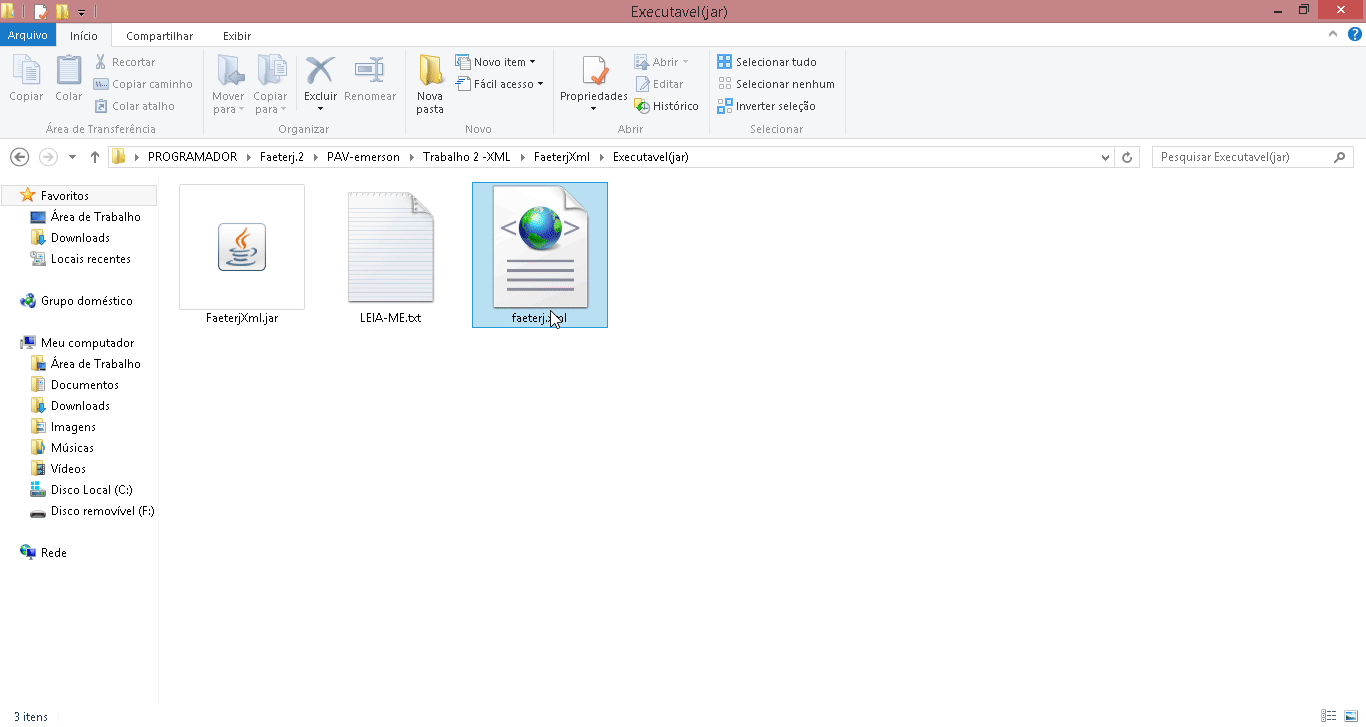 Executavel(jar)
Arquivo Início Compartilhar Exibir
Copiar
Colar
Recortar
Copiar caminho
Colar atalho
Área de Transferência
Mover para
Copiar para
Excluir
Renomear
Organizar
Nova pasta
Novo item
Fácil acesso
Novo
Propriedades
Abrir
Editar
Histórico
Abrir
Selecionar tudo
Selecionar nenhum
Inverter seleção
Selecionar
PROGRAMADOR Faeterj.2 PAV-emerson Trabalho 2 -XML FaeterjXml Executavel(jar)
Pesquisar Executavel(jar)
Favoritos
Área de Trabalho
Downloads
Locais recentes
Grupo doméstico
Meu computador
Área de Trabalho
Documentos
Downloads
Imagens
Músicas
Vídeos
Disco Local (C:)
Disco removível (F:)
Rede
FaeterjXml.jar
LEIA-ME.txt
faeterj.xml
3 itens